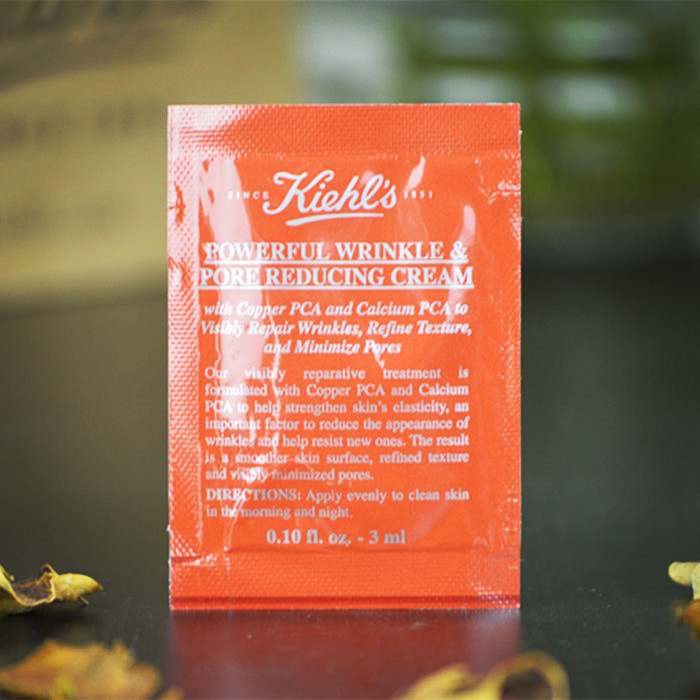 SINCE Kiehl's 1851
POWERFUL WRINKLE &
PORE REDUCING CREAM
with Copper PCA and Calcium PCA to
Visibly Repair Wrinkles, Refine Texture,
and Minimize Pores
Our visibly reparative treatment is
formulated with Copper PCA and Calcium
PCA to help strengthen skin's elasticity, an
important factor to reduce the appearance of
wrinkles and help resist new ones. The result
is a smoother skin surface, refined texture
and visibly minimized pores.
DIRECTIONS: Apply evenly to clean skin
in the morning and night.
0.10 fl. oz. - 3 ml